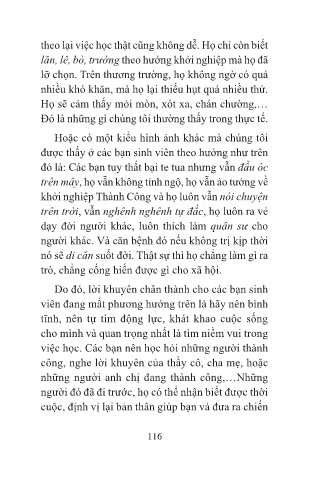 theo lại việc học thật cũng không dễ. Họ chỉ còn biết
lăn, lê, bò, trườn theo hướng khởi nghiệp mà họ đã
lỡ chọn. Trên thương trường, họ không ngờ có quá
nhiều khó khăn, mà họ lại thiếu hụt quá nhiều thứ.
Họ sẽ cảm thấy mỏi mòn, xót xa, chán chường,…
Đó là những gì chúng tôi thường thấy trong thực tế.
Hoặc có một kiểu hình ảnh khác mà chúng tôi
được thấy ở các bạn sinh viên theo hướng như trên
đó là: Các bạn tuy thất bại te tua nhưng vẫn đầu óc
trên mây, họ vẫn không tỉnh ngộ, họ vẫn ảo tưởng về
khởi nghiệp Thành Công và họ luôn vẫn nói chuyện
trên trời, vẫn nghênh nghênh tự đắc, họ luôn ra vẻ
dạy đời người khác, luôn thích làm quân sư cho
người khác. Và căn bệnh đó nếu không trị kịp thời
nó sẽ di căn suốt đời. Thật sự thì họ chẳng làm gì ra
trò, chẳng cống hiến được gì cho xã hội.
Do đó, lời khuyên chân thành cho các bạn sinh
viên đang mất phương hướng trên là hãy nên bình
tĩnh, nên tự tìm động lực, khát khao cuộc sống
cho mình và quan trọng nhất là tìm niềm vui trong
việc học. Các bạn nên học hỏi những người thành
công, nghe lời khuyên của thầy cô, cha mẹ, hoặc
những người anh chị đang thành công,…Những
người đó đã đi trước, họ có thể nhận biết được thời
cuộc, định vị lại bản thân giúp bạn và đưa ra chiến
116